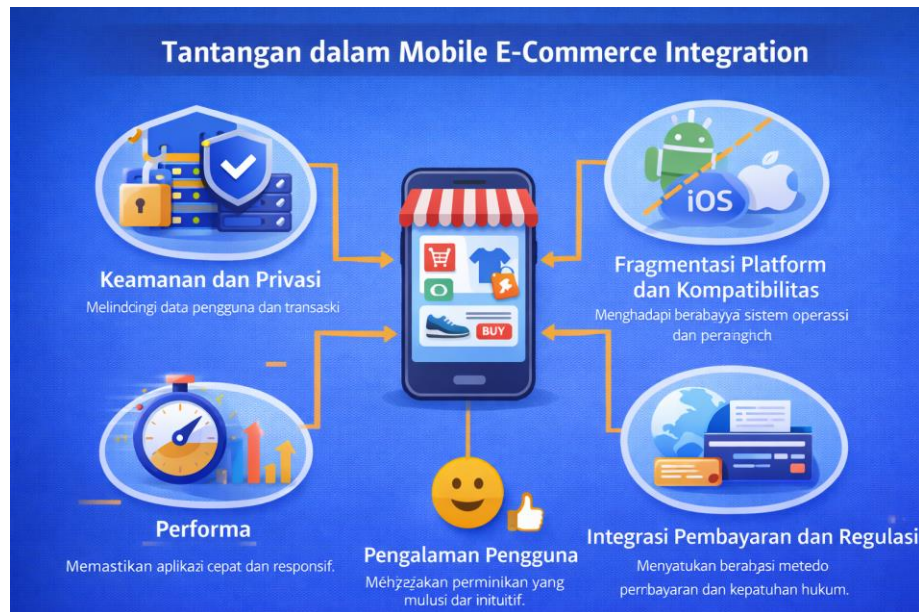 Tantangan dalam Mobile E-Commerce Integration
iOS
Keamanan dan Privasi
Melindcingi data pengguna dan transaski
Fragmentasi Platform
dan Kompatibilitas
Menghadapi berabayya sistem operassi
dan
BUY
Performa
Memastikan aplikazi cepat dan responsif.
Pengalaman Pengguna
perminikan yang
mulusi dar inituitif.
Integrasi Pembayaran dan Regulasi
Menyatukan berahasi metedo
pembayaran dan kepatuhan hukum.